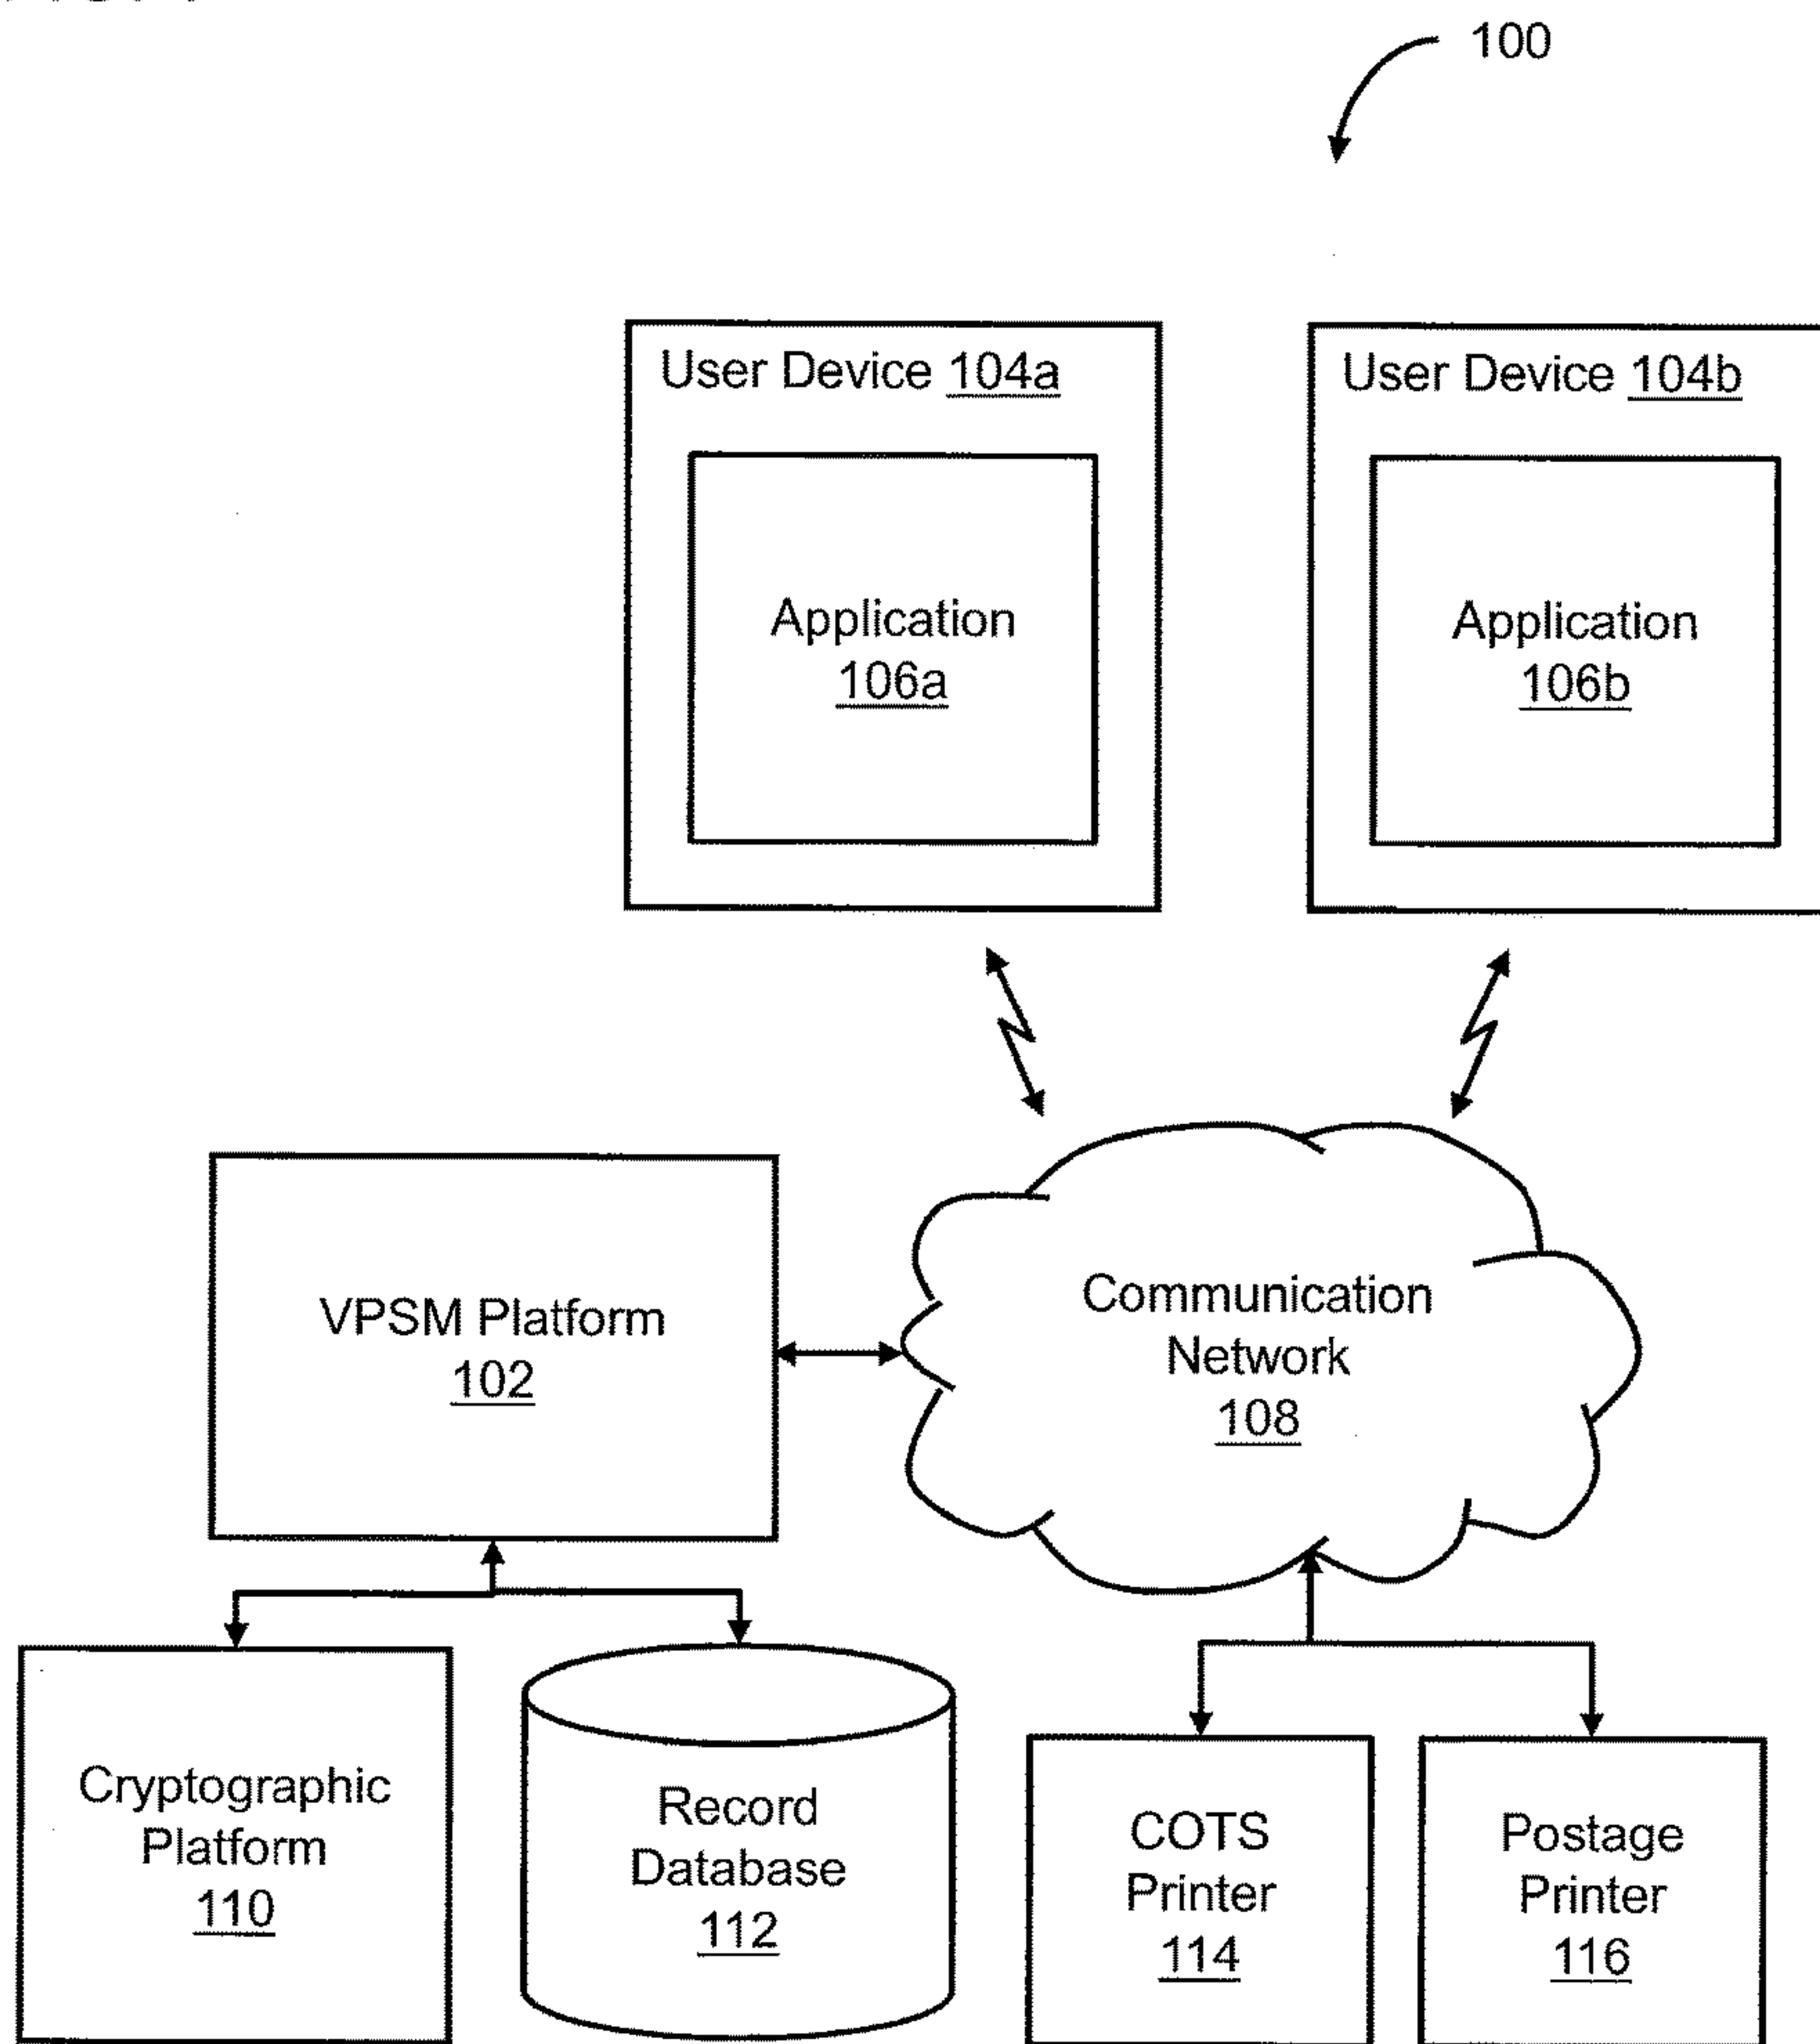 100
User Device 104a
User Device 104b
Application
106a
Application
106b
VPSM Platform
102
Communication
Network
108
Cryptographic
Platform
110
Record
Database
112
COTS
Printer
114
Postage
Printer
116